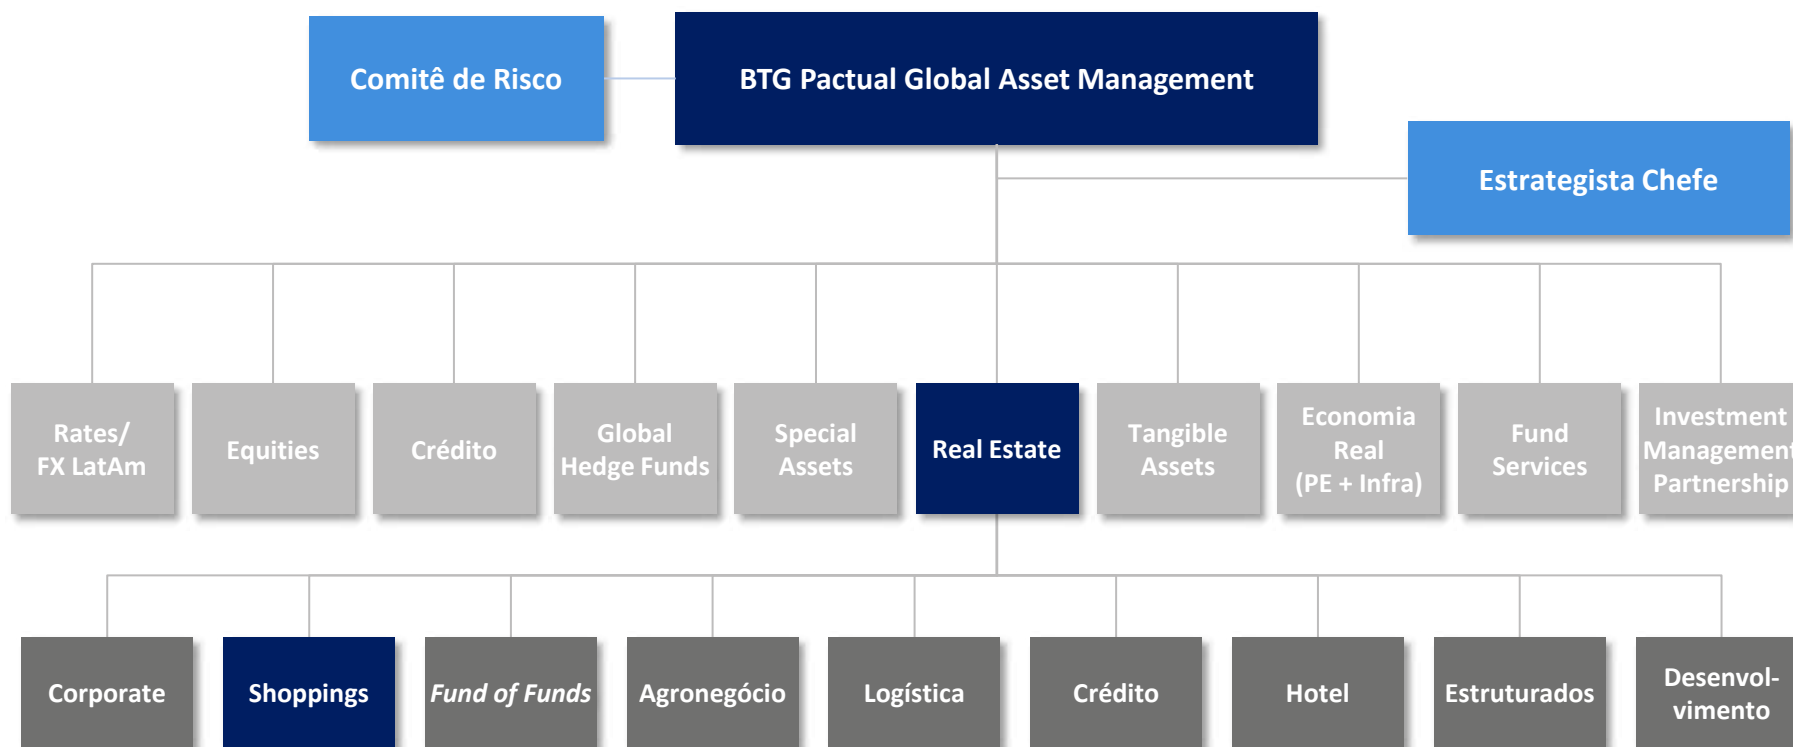 Comitê de Risco
BTG Pactual Global Asset Management
Estrategista Chefe
Rates/
FX LatAm
Equities
Crédito
Global
Hedge Funds
Special
Assets
Real Estate
Tangible
Assets
Economia
Real
(PE + Infra)
Fund
Services
Investment
Management
Partnership
Corporate
Shoppings
Fund of Funds
Agronegócio
Logística
Crédito
Hotel
Estruturados
Desenvol-
vimento